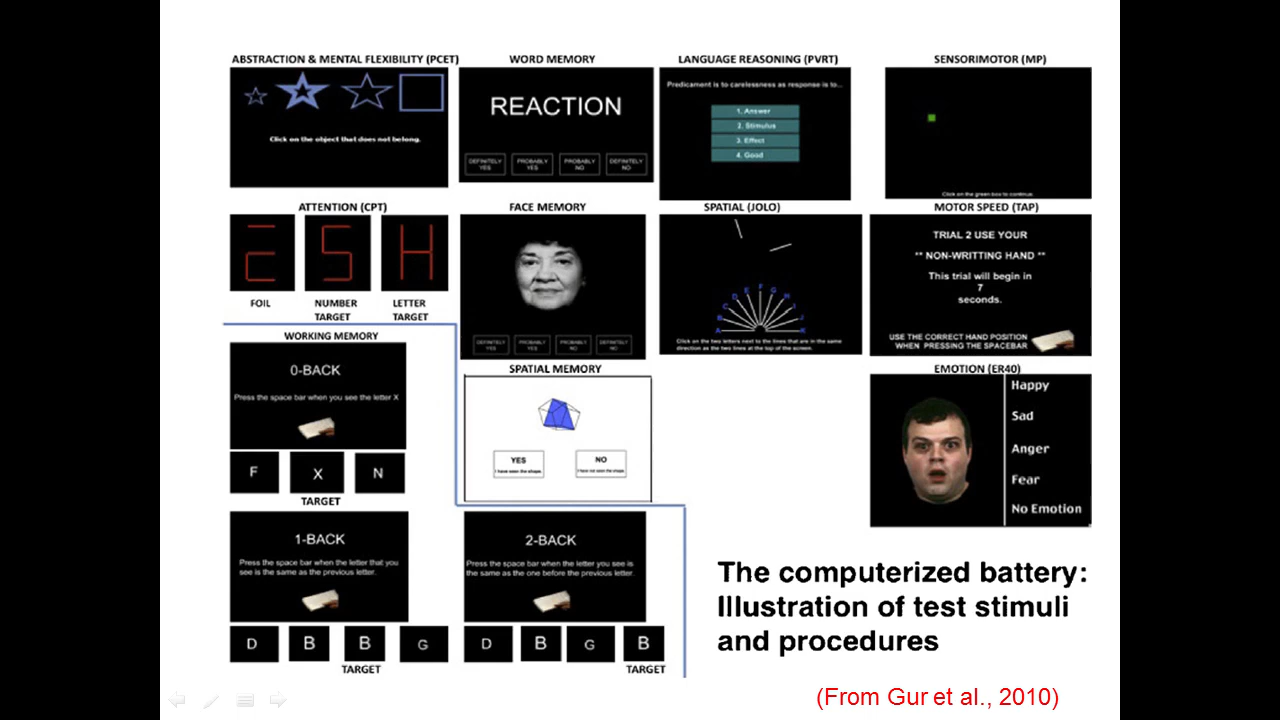 ABSTRACTION & MENTAL FLEXIBILITY (PCET)
Click on the object that does not belong.
WORD MEMORY
REACTION
DEFINITELY YES
PROBABLY YES
PROBABLY NO
DEFINITELY NO
LANGUAGE REASONING (PVRT)
Predicament is to carelessness as response is to...
1. Answer
2. Stimulus
3. Effect
4. Good
SENSORIMOTOR (MP)
Click on the green box to continue.
ATTENTION (CPT)
5 H
FOIL
NUMBER
TARGET
LETTER
TARGET
FACE MEMORY
DEFINITELY YES
PROBABLY YES
PROBABLY NO
DEFINITELY NO
SPATIAL (JOLO)
A B C D E F G H I J K
Click on the two letters next to the lines that are in the same
direction as the two lines at the top of the screen.
MOTOR SPEED (TAP)
TRIAL 2 USE YOUR
** NON-WRITTING HAND **
This trial will begin in
7
seconds.
USE THE CORRECT HAND POSITION
WHEN PRESSING THE SPACEBAR
WORKING MEMORY
0-BACK
Press the space bar when you see the letter X
F X N
TARGET
SPATIAL MEMORY
YES
I have seen the shape.
NO
I have not seen the shape.
EMOTION (ER40)
Happy
Sad
Anger
Fear
No Emotion
1-BACK
Press the space bar when the letter that you
see is the same as the previous letter.
D B B G
TARGET
2-BACK
Press the space bar when the letter you see is
the same as the one before the previous letter.
D B G B
TARGET
The computerized battery:
Illustration of test stimuli
and procedures
(From Gur et al., 2010)